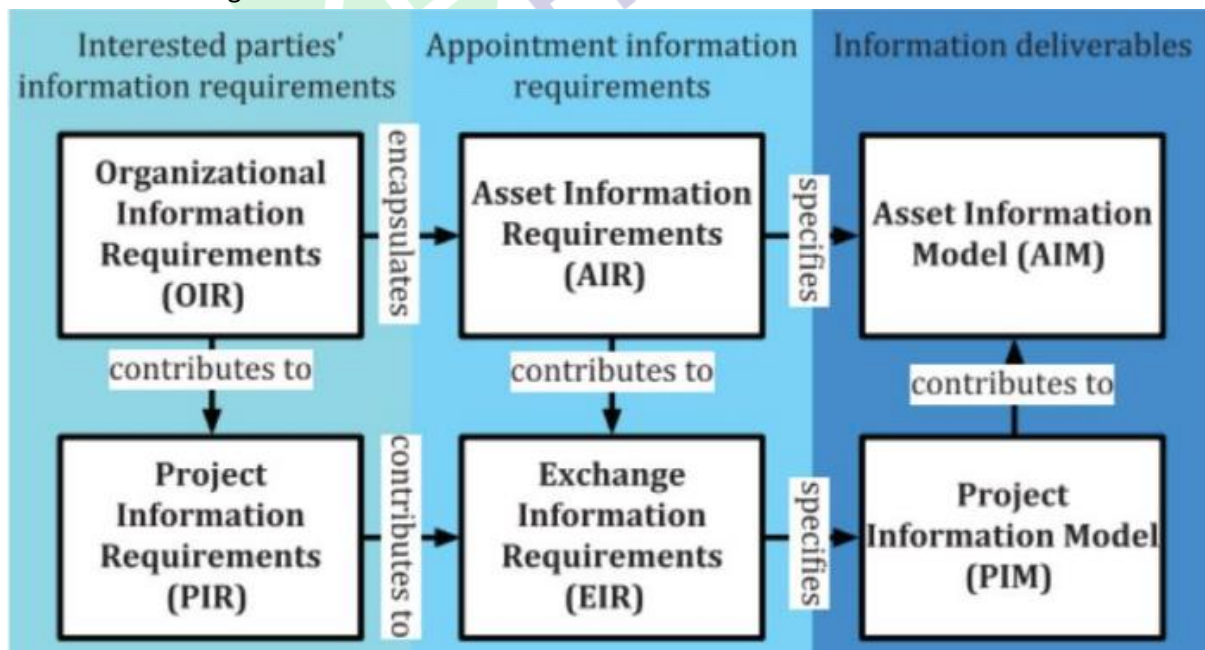 Interested parties'
information requirements
Appointment information
requirements
Information deliverables
Organizational
Information
Requirements
(OIR)
encapsulates
Asset Information
Requirements
(AIR)
specifies
Asset Information
Model (AIM)
contributes to
contributes to
contributes to
Project
Information
Requirements
(PIR)
contributes to
Exchange
Information
Requirements
(EIR)
specifies
Project
Information Model
(PIM)